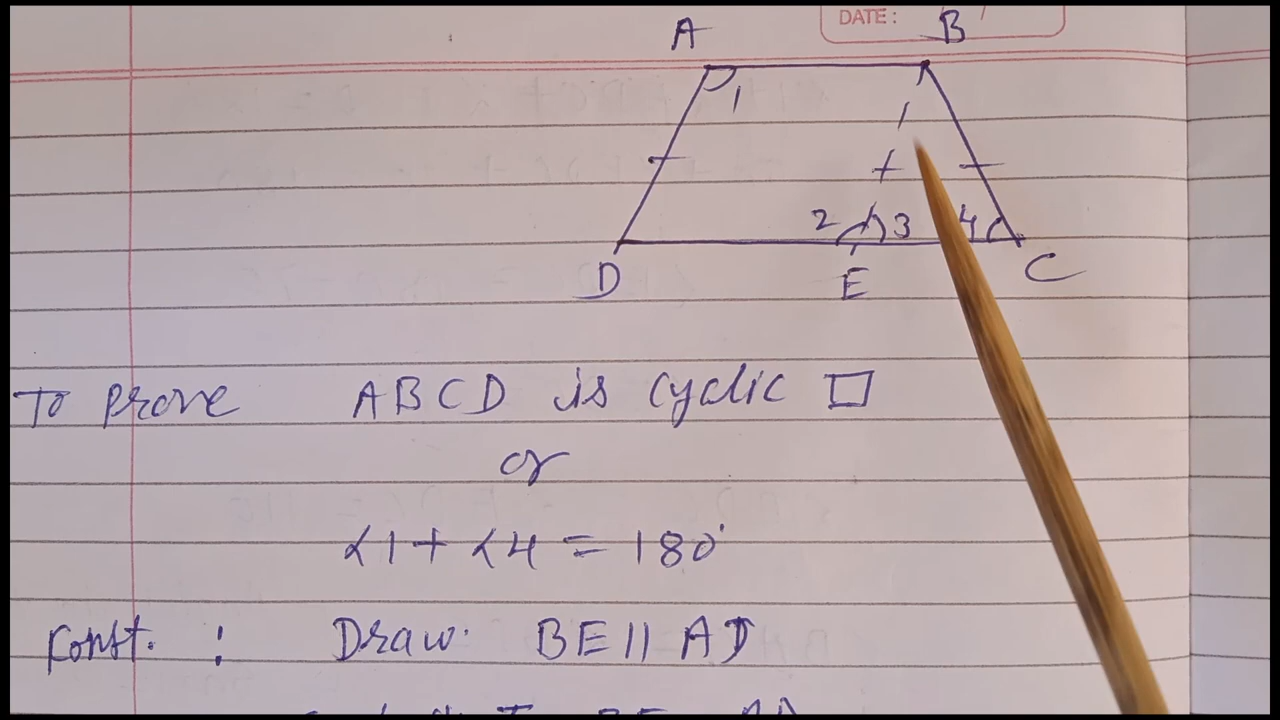 DATE :
A B
1
2 3 4
D E C
To prove ABCD is cyclic □
or
∠1 + ∠4 = 180°
Const. : Draw. BE || AD